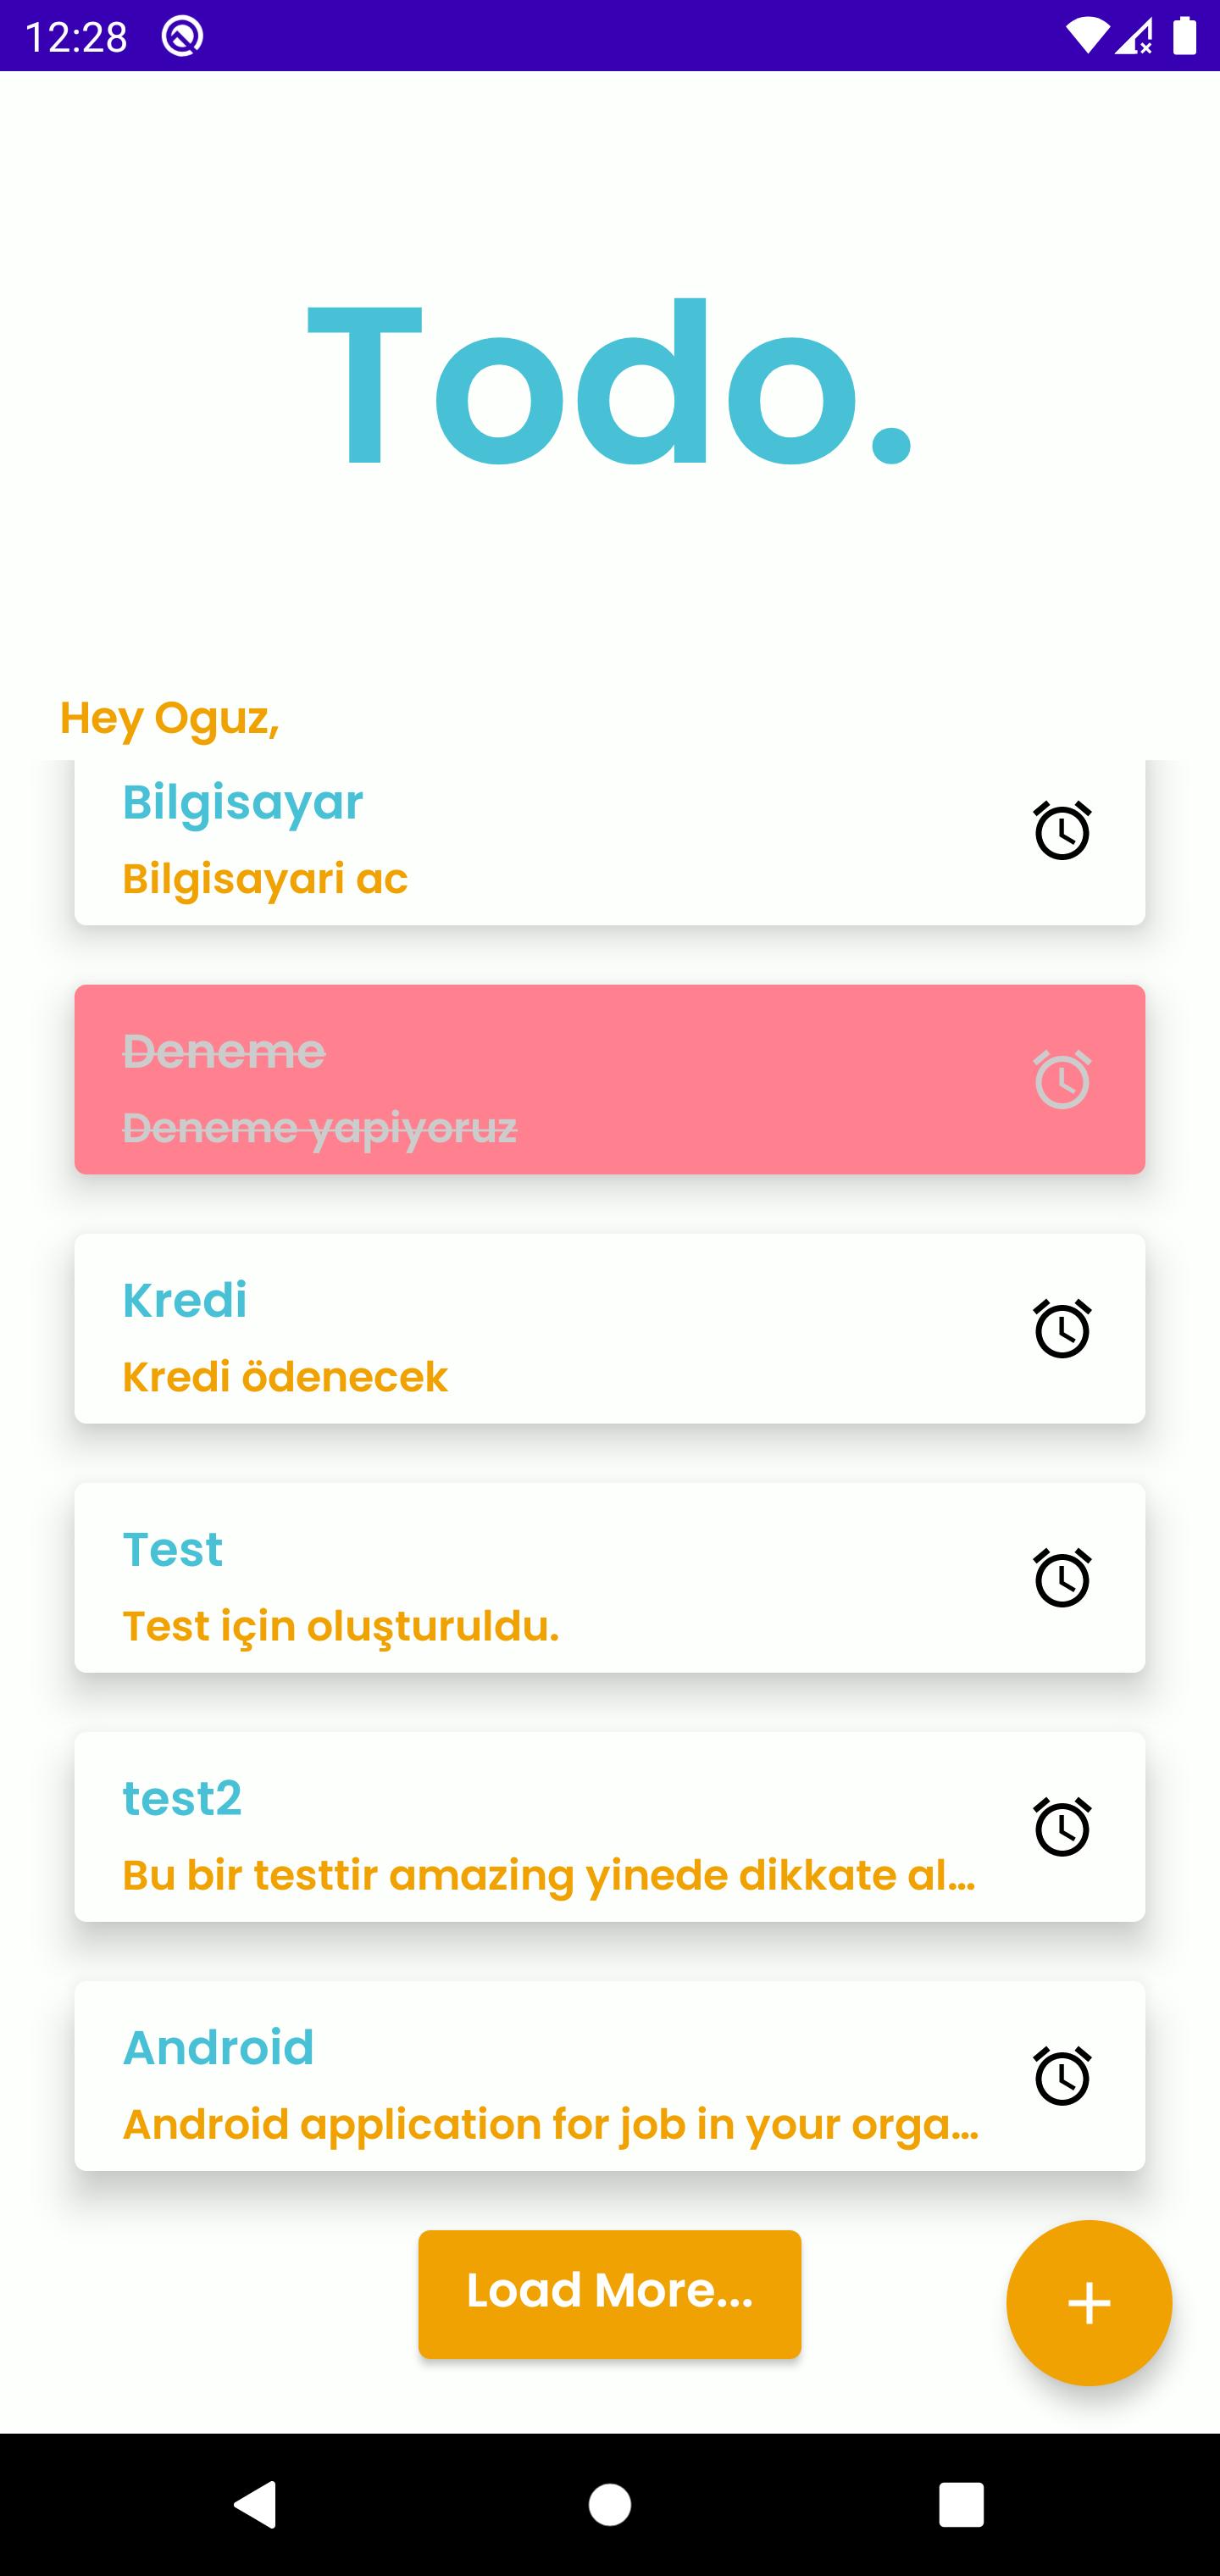 12:28
Todo.
Hey Oguz,
Bilgisayar
Bilgisayari ac
Deneme
Deneme yapiyoruz
Kredi
Kredi ödenecek
Test
Test için oluşturuldu.
test2
Bu bir testtir amazing yinede dikkate al...
Android
Android application for job in your orga...
Load More...